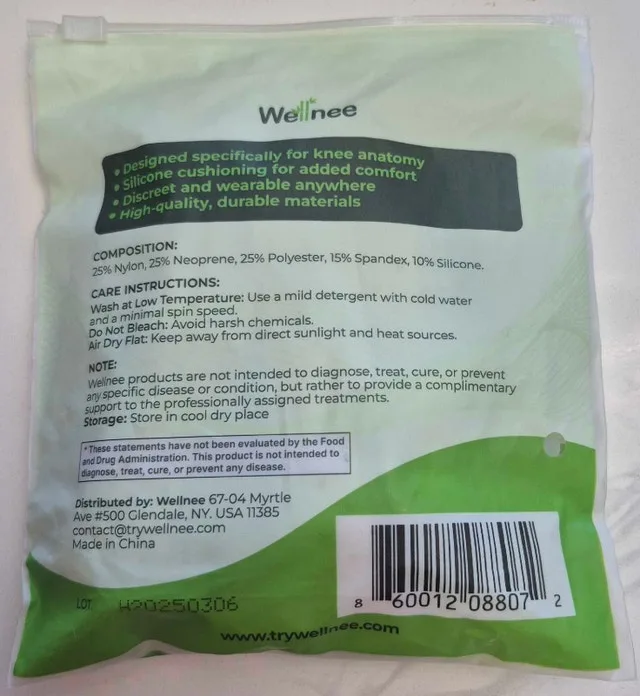 Wellnee
• Designed specifically for knee anatomy
• Silicone cushioning for added comfort
• Discreet and wearable anywhere
• High-quality, durable materials
COMPOSITION:
25% Nylon, 25% Neoprene, 25% Polyester, 15% Spandex, 10% Silicone.
CARE INSTRUCTIONS:
Wash at Low Temperature: Use a mild detergent with cold water
and a minimal spin speed.
Do Not Bleach: Avoid harsh chemicals.
Air Dry Flat: Keep away from direct sunlight and heat sources.
NOTE:
Wellnee products are not intended to diagnose, treat, cure, or prevent
any specific disease or condition, but rather to provide a complimentary
support to the professionally assigned treatments.
Storage: Store in cool dry place
*These statements have not been evaluated by the Food
and Drug Administration. This product is not intended to
diagnose, treat, cure, or prevent any disease.
Distributed by: Wellnee 67-04 Myrtle
Ave #500 Glendale, NY. USA 11385
contact@trywellnee.com
Made in China
LOT. H20250306
8 60012 08807 2
www.trywellnee.com